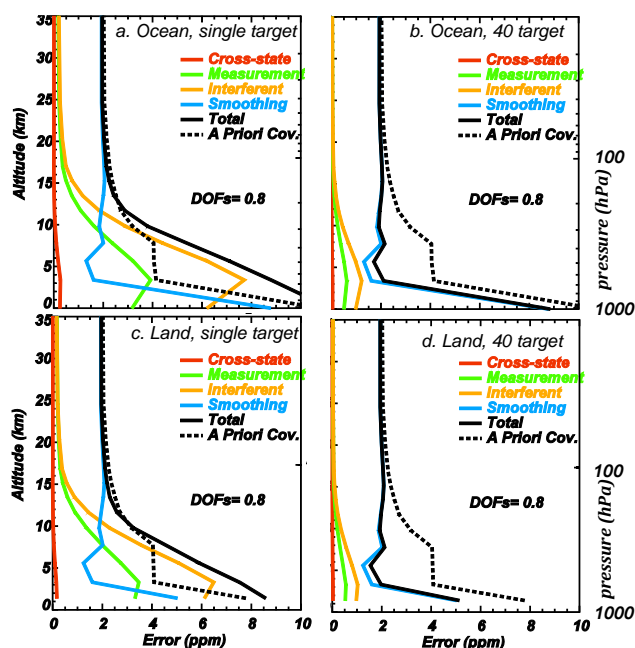 a. Ocean, single target
Cross-state
Measurement
Interferent
Smoothing
Total
A Priori Cov.
DOFs= 0.8
Altitude (km)
35
30
25
20
15
10
5
0
b. Ocean, 40 target
Cross-state
Measurement
Interferent
Smoothing
Total
A Priori Cov.
DOFs= 0.8
100
1000
pressure (hPa)
c. Land, single target
Cross-state
Measurement
Interferent
Smoothing
Total
A Priori Cov.
DOFs= 0.8
Altitude (km)
35
30
25
20
15
10
5
0
0 2 4 6 8 10
Error (ppm)
d. Land, 40 target
Cross-state
Measurement
Interferent
Smoothing
Total
A Priori Cov.
DOFs= 0.8
100
1000
pressure (hPa)
0 2 4 6 8 10
Error (ppm)